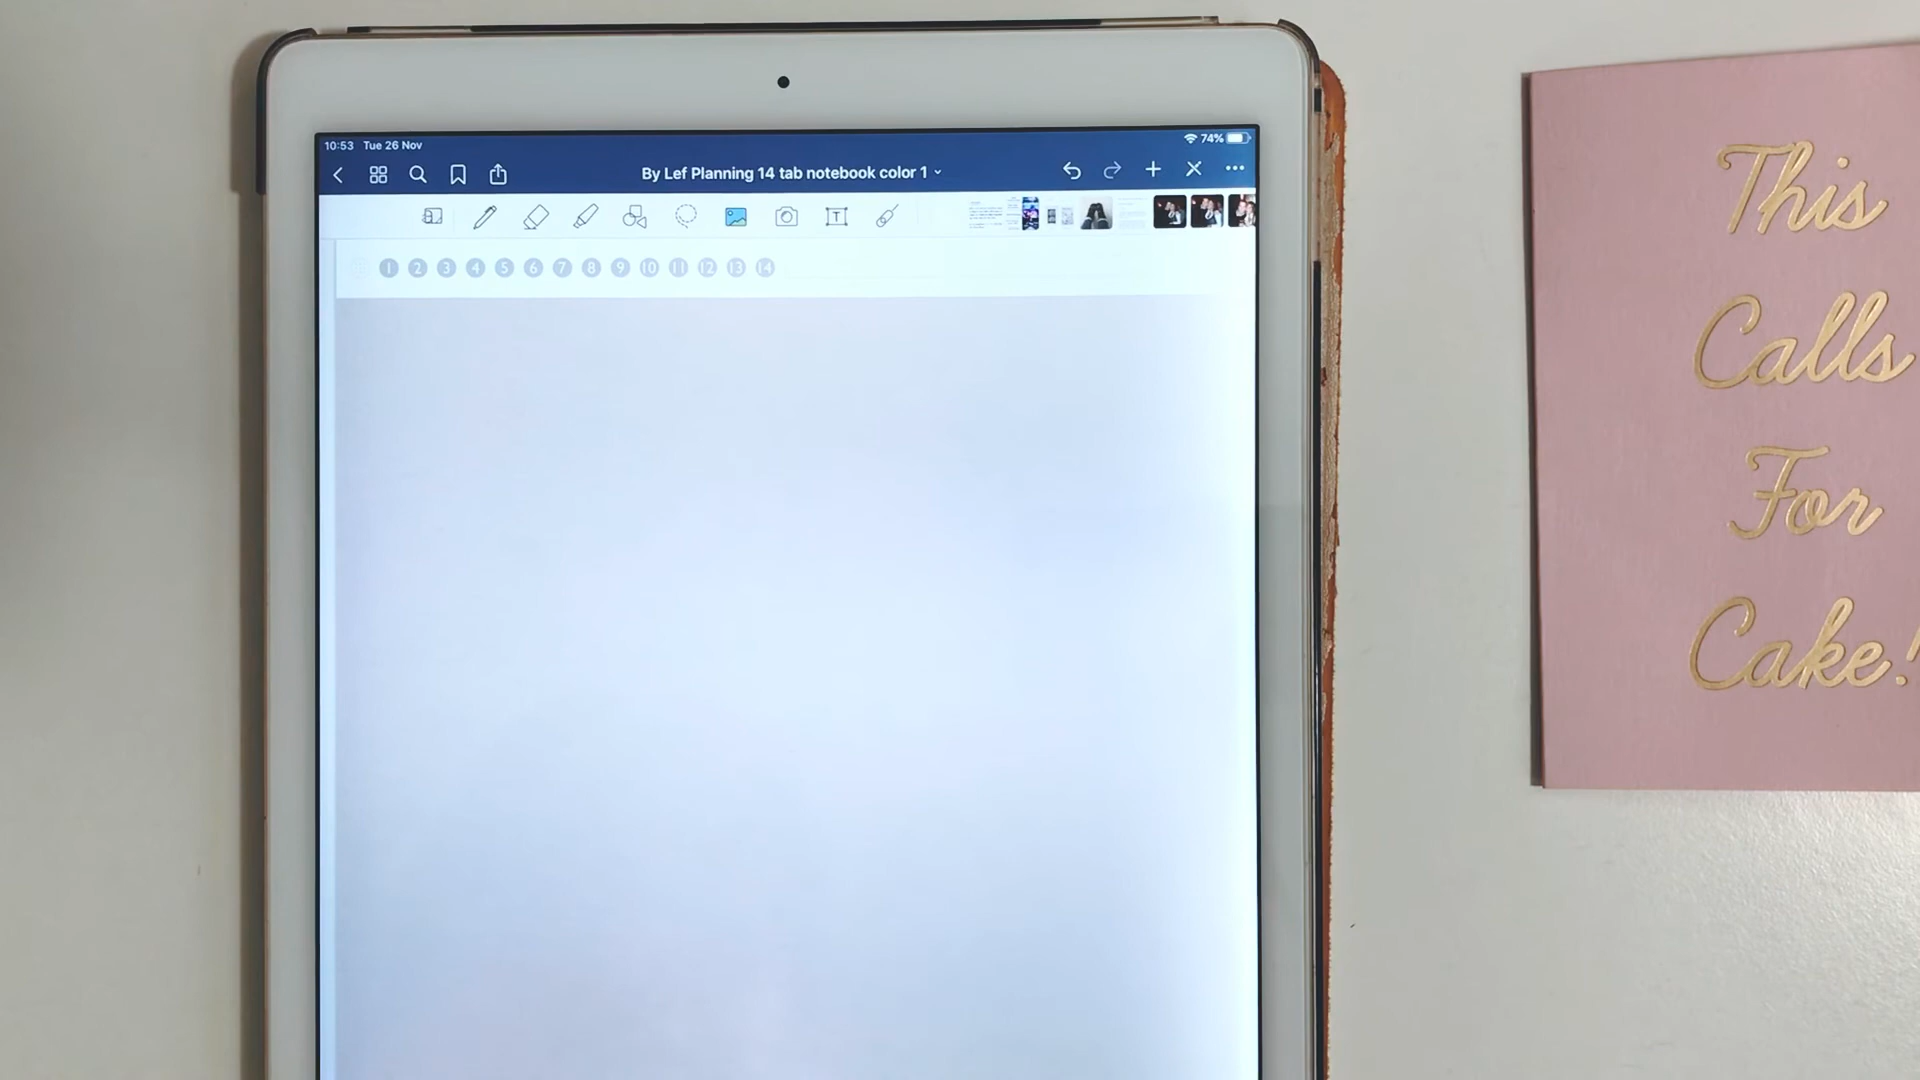 10:53 Tue 26 Nov
74%
By Lef Planning 14 tab notebook color 1
T
1 2 3 4 5 6 7 8 9 10 11 12 13 14
This
Calls
For
Cake!